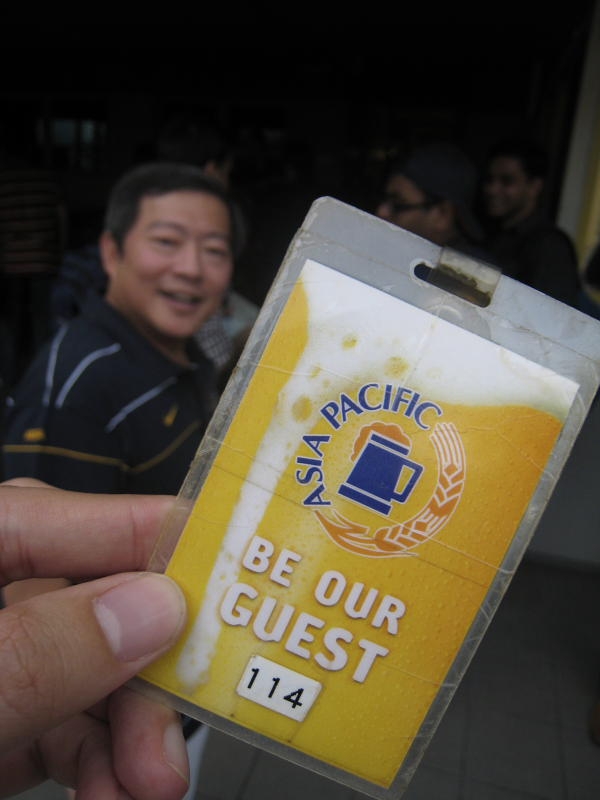 ASIA PACIFIC
BE OUR
GUEST
114